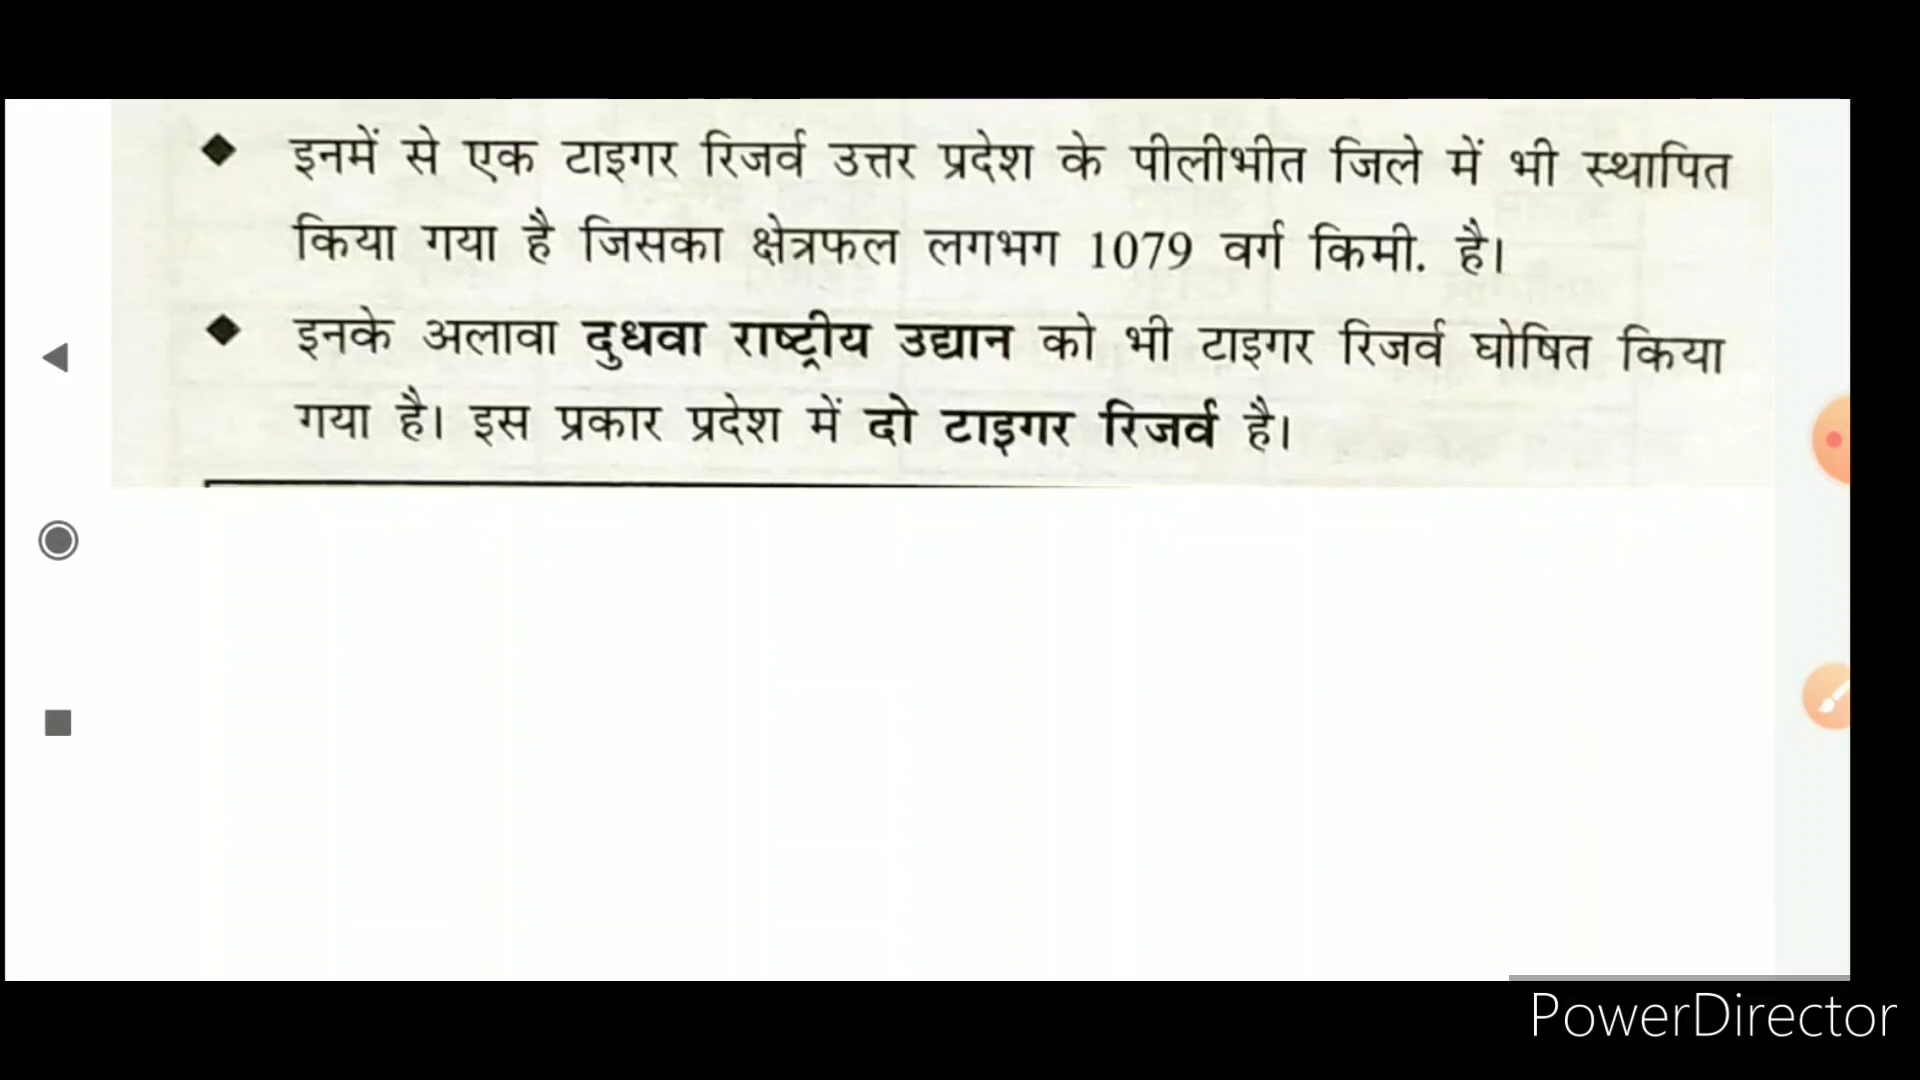 ◆ इनमें से एक टाइगर रिजर्व उत्तर प्रदेश के पीलीभीत जिले में भी स्थापित
किया गया है जिसका क्षेत्रफल लगभग 1079 वर्ग किमी. है।
◆ इनके अलावा दुधवा राष्ट्रीय उद्यान को भी टाइगर रिजर्व घोषित किया
गया है। इस प्रकार प्रदेश में दो टाइगर रिजर्व है।
PowerDirector